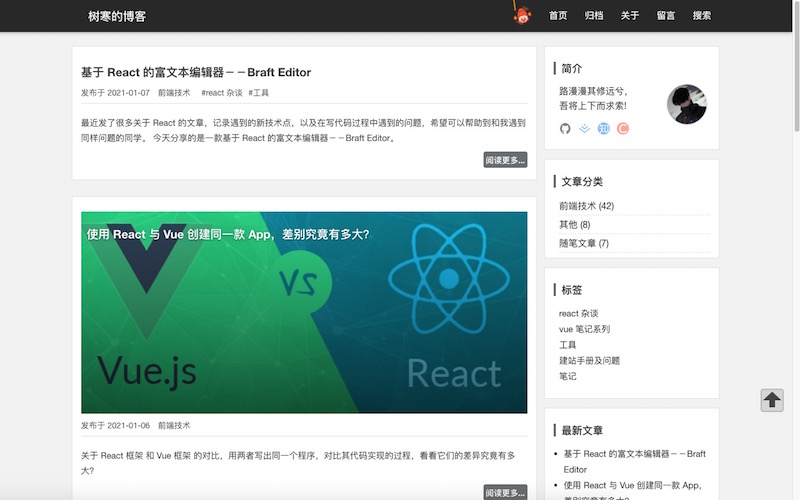 树寒的博客
首页 归档 关于 留言 搜索
基于 React 的富文本编辑器——Braft Editor
发布于 2021-01-07 前端技术 #react 杂谈 #工具
最近发了很多关于 React 的文章，记录遇到的新技术点，以及在写代码过程中遇到的问题，希望可以帮助到和我遇到
同样问题的同学。 今天分享的是一款基于 React 的富文本编辑器——Braft Editor。
阅读更多...
使用 React 与 Vue 创建同一款 App，差别究竟有多大？
VS
Vue.js
React
发布于 2021-01-06 前端技术
关于 React 框架 和 Vue 框架 的对比，用两者写出同一个程序，对比其代码实现的过程，看看它们的差异究竟有多
大？
阅读更多...
简介
路漫漫其修远兮，
吾将上下而求索!
知
C
文章分类
前端技术 (42)
其他 (8)
随笔文章 (7)
标签
react 杂谈
vue 笔记系列
工具
建站手册及问题
笔记
最新文章
基于 React 的富文本编辑器——Braft
Editor
使用 React 与 Vue 创建同一款 App，
差别究竟有多大？